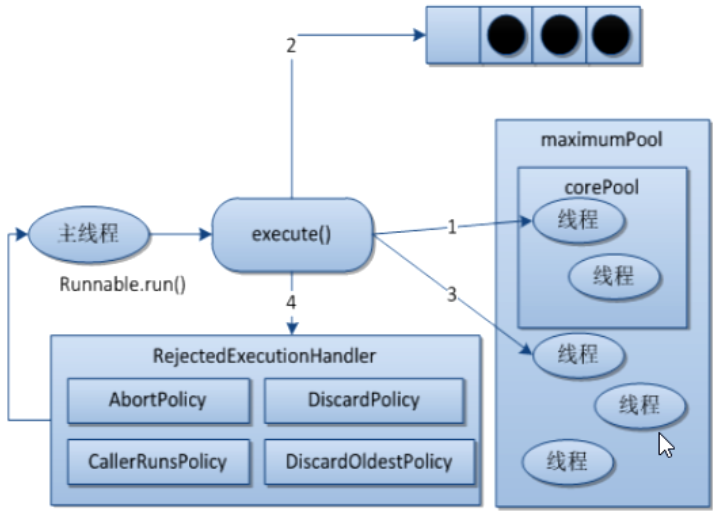 2
maximumPool
corePool
线程
1
主线程
execute()
线程
Runnable.run()
4
3
线程
RejectedExecutionHandler
AbortPolicy
DiscardPolicy
线程
CallerRunsPolicy
DiscardOldestPolicy
线程